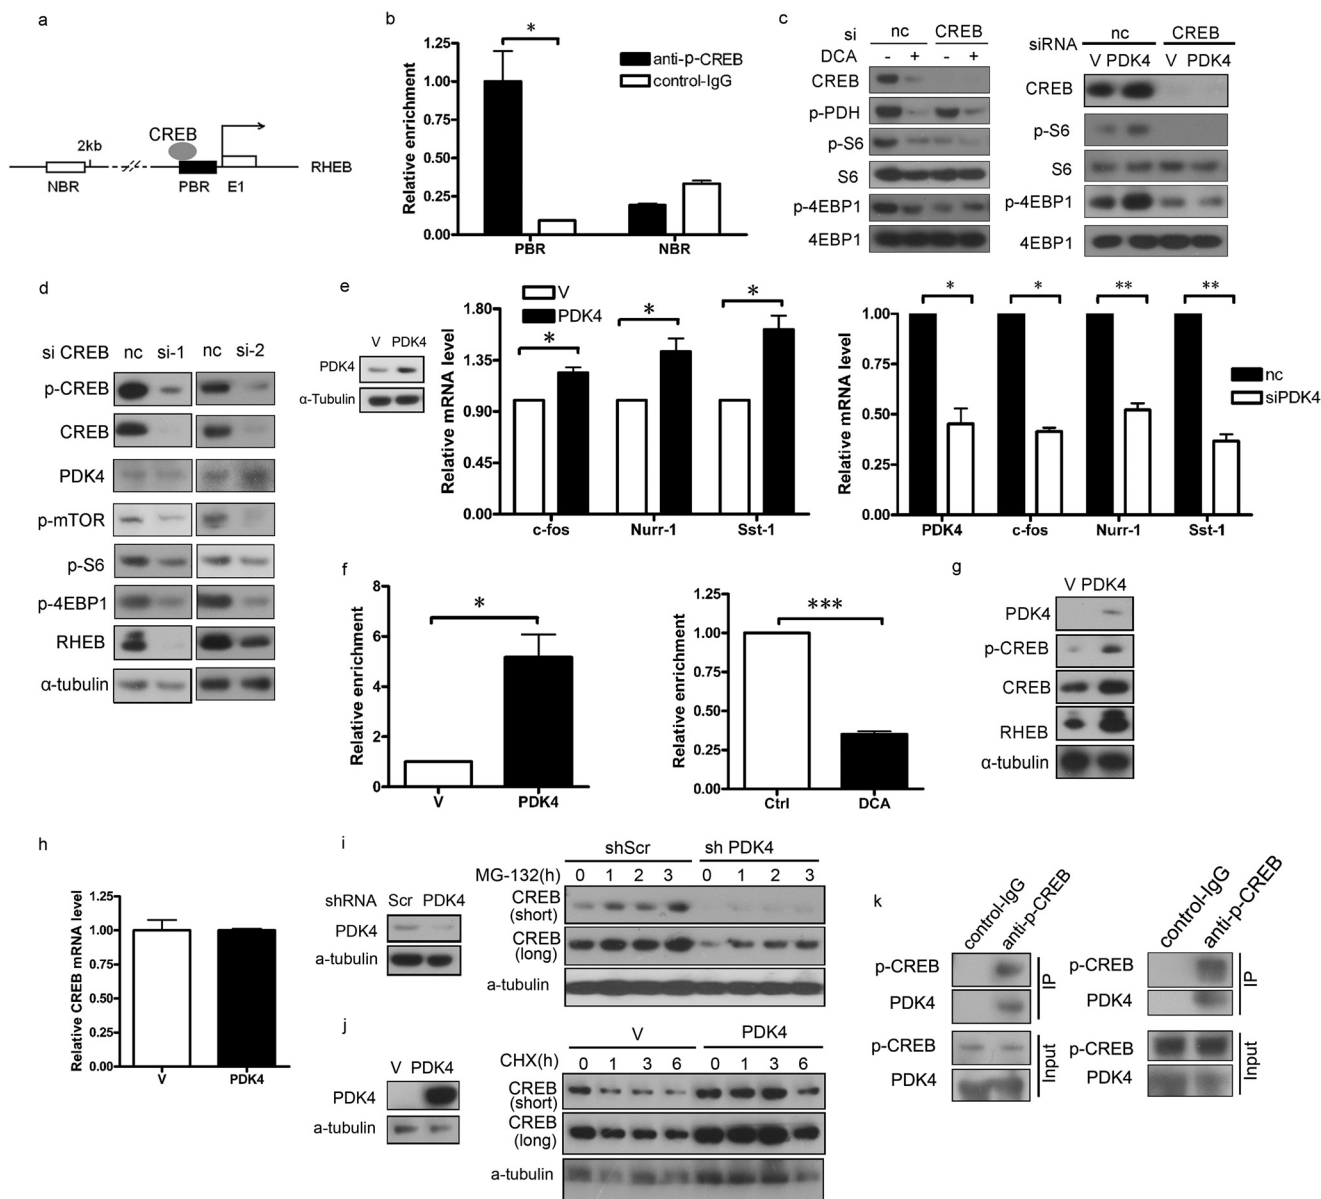 a
CREB
2kb
NBR
PBR
E1
RHEB
b
*
Relative enrichment
1.25
1.00
0.75
0.50
0.25
0.00
anti-p-CREB
control-IgG
PBR NBR
c
si nc CREB
DCA - + - +
CREB
p-PDH
p-S6
S6
p-4EBP1
4EBP1
siRNA nc CREB
V PDK4 V PDK4
CREB
p-S6
S6
p-4EBP1
4EBP1
d
si CREB nc si-1 nc si-2
p-CREB
CREB
PDK4
p-mTOR
p-S6
p-4EBP1
RHEB
α-tubulin
e
V PDK4
PDK4
α-Tubulin
V
PDK4
* * *
Relative mRNA level
1.80
1.35
0.90
0.45
0.00
c-fos Nurr-1 Sst-1
* * ** **
Relative mRNA level
1.00
0.75
0.50
0.25
0.00
nc
siPDK4
PDK4 c-fos Nurr-1 Sst-1
f
*
Relative enrichment
8
6
4
2
0
V PDK4
***
Relative enrichment
1.25
1.00
0.75
0.50
0.25
0.00
Ctrl DCA
g
V PDK4
PDK4
p-CREB
CREB
RHEB
α-tubulin
h
Relative CREB mRNA level
1.25
1.00
0.75
0.50
0.25
0.00
V PDK4
i
shRNA Scr PDK4
PDK4
a-tubulin
shScr sh PDK4
MG-132(h) 0 1 2 3 0 1 2 3
CREB
(short)
CREB
(long)
a-tubulin
j
V PDK4
PDK4
a-tubulin
V PDK4
CHX(h) 0 1 3 6 0 1 3 6
CREB
(short)
CREB
(long)
a-tubulin
k
control-IgG
anti-p-CREB
p-CREB
PDK4
IP
p-CREB
PDK4
Input
control-IgG
anti-p-CREB
p-CREB
PDK4
IP
p-CREB
PDK4
Input